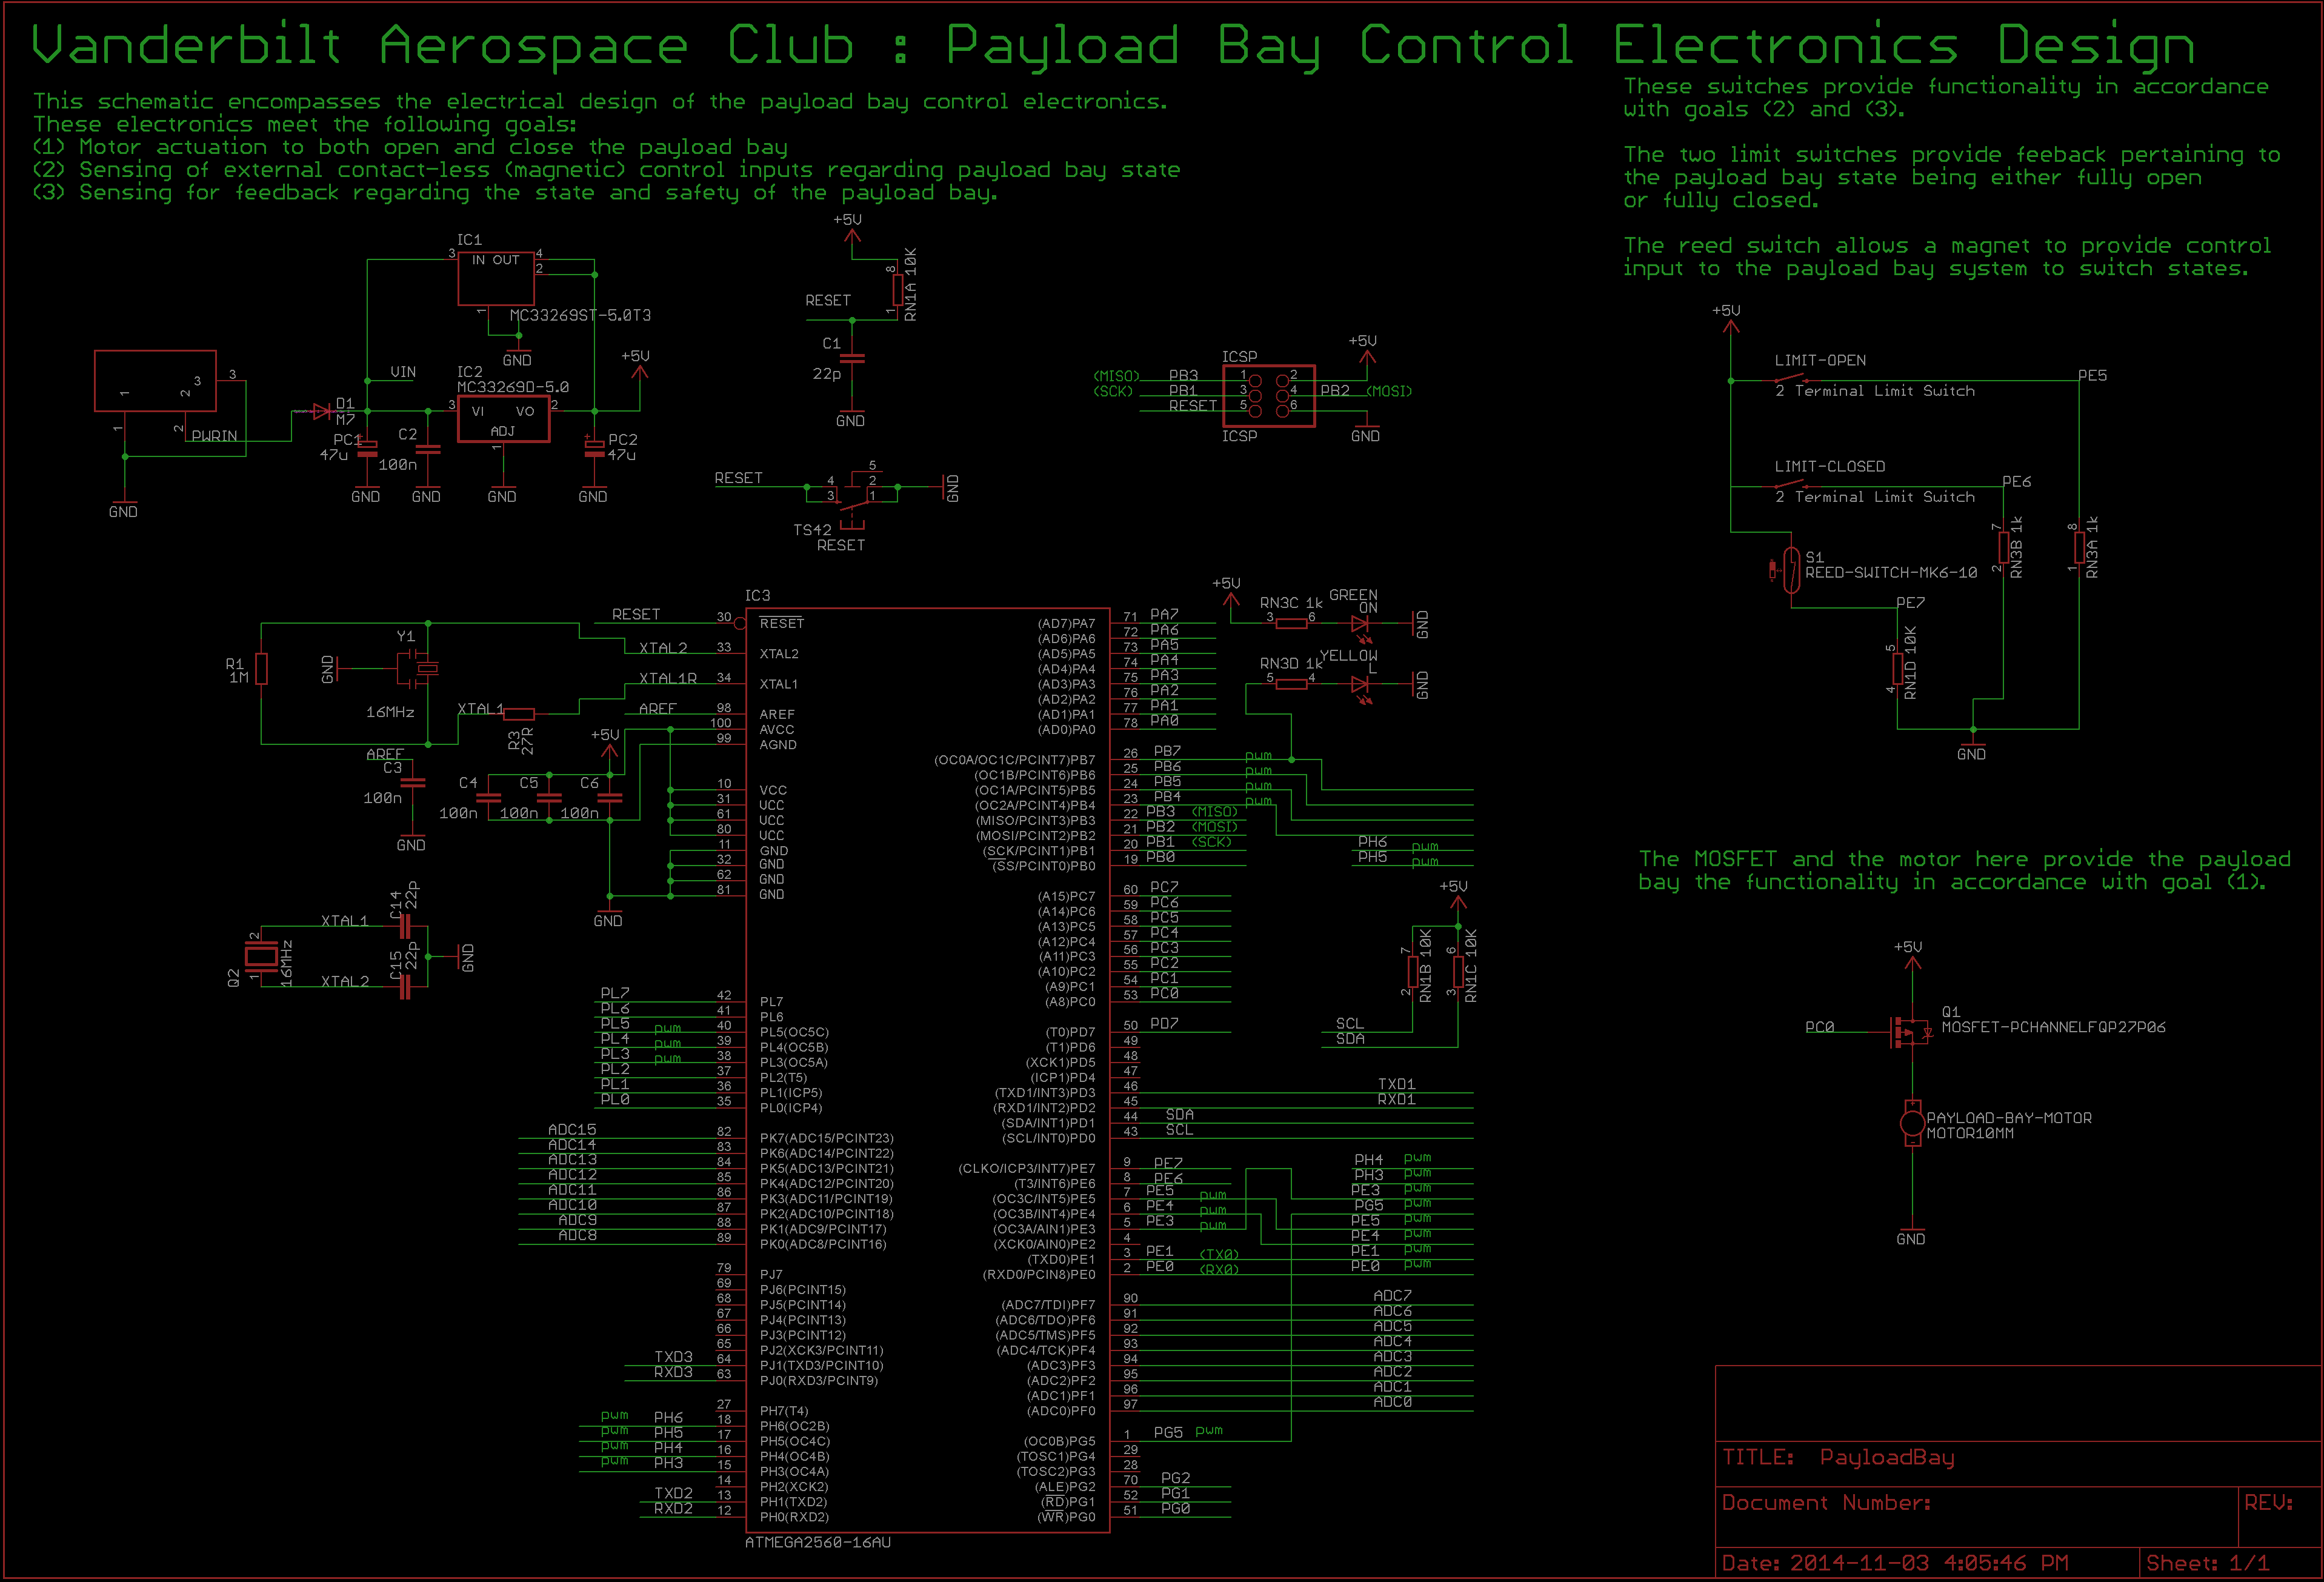 Vanderbilt Aerospace Club : Payload Bay Control Electronics Design
This schematic encompasses the electrical design of the payload bay control electronics.
These electronics meet the following goals:
(1) Motor actuation to both open and close the payload bay
(2) Sensing of external contact-less (magnetic) control inputs regarding payload bay state
(3) Sensing for feedback regarding the state and safety of the payload bay.
These switches provide functionality in accordance
with goals (2) and (3).
The two limit switches provide feeback pertaining to
the payload bay state being either fully open
or fully closed.
The reed switch allows a magnet to provide control
input to the payload bay system to switch states.
IC1
3 IN OUT 4
2
1
MC33269ST-5.0T3
GND
VIN
IC2
MC33269D-5.0
3 VI VO 2
ADJ
1
+5V
1 2 3 3
1 2
PWRIN
D1
M7
PC1
47u
C2
100n
PC2
47u
GND
GND
GND
GND
GND
+5V
RESET
8
1
RN1A 10K
C1
22p
GND
RESET
4 3
5 2 1
GND
TS42
RESET
ICSP
(MISO) PB3 1 2 +5V
(SCK) PB1 3 4 PB2 (MOSI)
RESET 5 6
ICSP
GND
+5V
LIMIT-OPEN
2 Terminal Limit Switch
PE5
LIMIT-CLOSED
2 Terminal Limit Switch
PE6
7
2
RN3B 1k
8
1
RN3A 1k
S1
REED-SWITCH-MK6-10
PE7
5
4
RN1D 10K
GND
R1
1M
GND
Y1
16MHz
XTAL1
R3
27R
RESET
XTAL2
XTAL1R
AREF
+5V
AREF
C3
100n
GND
C4
100n
C5
100n
C6
100n
GND
XTAL1
C14
22p
2
1
Q2
16MHz
XTAL2
C15
22p
GND
IC3
30 RESET
33 XTAL2
34 XTAL1
98 AREF
100 AVCC
99 AGND
10 VCC
31 VCC
61 VCC
80 VCC
11 GND
32 GND
62 GND
81 GND
PL7 42 PL7
PL6 41 PL6
PL5 pwm 40 PL5(OC5C)
PL4 pwm 39 PL4(OC5B)
PL3 pwm 38 PL3(OC5A)
PL2 37 PL2(T5)
PL1 36 PL1(ICP5)
PL0 35 PL0(ICP4)
ADC15 82 PK7(ADC15/PCINT23)
ADC14 83 PK6(ADC14/PCINT22)
ADC13 84 PK5(ADC13/PCINT21)
ADC12 85 PK4(ADC12/PCINT20)
ADC11 86 PK3(ADC11/PCINT19)
ADC10 87 PK2(ADC10/PCINT18)
ADC9 88 PK1(ADC9/PCINT17)
ADC8 89 PK0(ADC8/PCINT16)
79 PJ7
69 PJ6(PCINT15)
68 PJ5(PCINT14)
67 PJ4(PCINT13)
66 PJ3(PCINT12)
65 PJ2(XCK3/PCINT11)
TXD3 64 PJ1(TXD3/PCINT10)
RXD3 63 PJ0(RXD3/PCINT9)
27 PH7(T4)
pwm PH6 18 PH6(OC2B)
pwm PH5 17 PH5(OC4C)
pwm PH4 16 PH4(OC4B)
pwm PH3 15 PH3(OC4A)
14 PH2(XCK2)
TXD2 13 PH1(TXD2)
RXD2 12 PH0(RXD2)
ATMEGA2560-16AU
(AD7)PA7 71 PA7
(AD6)PA6 72 PA6
(AD5)PA5 73 PA5
(AD4)PA4 74 PA4
(AD3)PA3 75 PA3
(AD2)PA2 76 PA2
(AD1)PA1 77 PA1
(AD0)PA0 78 PA0
(OC0A/OC1C/PCINT7)PB7 26 PB7 pwm
(OC1B/PCINT6)PB6 25 PB6 pwm
(OC1A/PCINT5)PB5 24 PB5 pwm
(OC2A/PCINT4)PB4 23 PB4 pwm
(MISO/PCINT3)PB3 22 PB3 (MISO)
(MOSI/PCINT2)PB2 21 PB2 (MOSI)
(SCK/PCINT1)PB1 20 PB1 (SCK) PH6 pwm
(SS/PCINT0)PB0 19 PB0 PH5 pwm
(A15)PC7 60 PC7
(A14)PC6 59 PC6
(A13)PC5 58 PC5
(A12)PC4 57 PC4
(A11)PC3 56 PC3
(A10)PC2 55 PC2
(A9)PC1 54 PC1
(A8)PC0 53 PC0
(T0)PD7 50 PD7
(T1)PD6 49
(XCK1)PD5 48
(ICP1)PD4 47
(TXD1/INT3)PD3 46 TXD1
(RXD1/INT2)PD2 45 RXD1
(SDA/INT1)PD1 44 SDA
(SCL/INT0)PD0 43 SCL
(CLKO/ICP3/INT7)PE7 9 PE7 PH4 pwm
(T3/INT6)PE6 8 PE6 PH3 pwm
(OC3C/INT5)PE5 7 PE5 pwm PE3 pwm
(OC3B/INT4)PE4 6 PE4 pwm PG5 pwm
(OC3A/AIN1)PE3 5 PE3 pwm PE5 pwm
(XCK0/AIN0)PE2 4 PE4 pwm
(TXD0)PE1 3 PE1 (TX0) PE1 pwm
(RXD0/PCIN8)PE0 2 PE0 (RX0) PE0 pwm
(ADC7/TDI)PF7 90 ADC7
(ADC6/TDO)PF6 91 ADC6
(ADC5/TMS)PF5 92 ADC5
(ADC4/TCK)PF4 93 ADC4
(ADC3)PF3 94 ADC3
(ADC2)PF2 95 ADC2
(ADC1)PF1 96 ADC1
(ADC0)PF0 97 ADC0
(OC0B)PG5 1 PG5 pwm
(TOSC1)PG4 29
(TOSC2)PG3 28
(ALE)PG2 70 PG2
(RD)PG1 52 PG1
(WR)PG0 51 PG0
+5V
RN3C 1k
3 6
GREEN
ON
GND
RN3D 1k
5 4
YELLOW
L
GND
+5V
7
2
RN1B 10K
6
3
RN1C 10K
SCL
SDA
The MOSFET and the motor here provide the payload
bay the functionality in accordance with goal (1).
+5V
PC0
Q1
MOSFET-PCHANNELFQP27P06
PAYLOAD-BAY-MOTOR
MOTOR10MM
GND
TITLE: PayloadBay
Document Number:
REV:
Date: 2014-11-03 4:05:46 PM
Sheet: 1/1